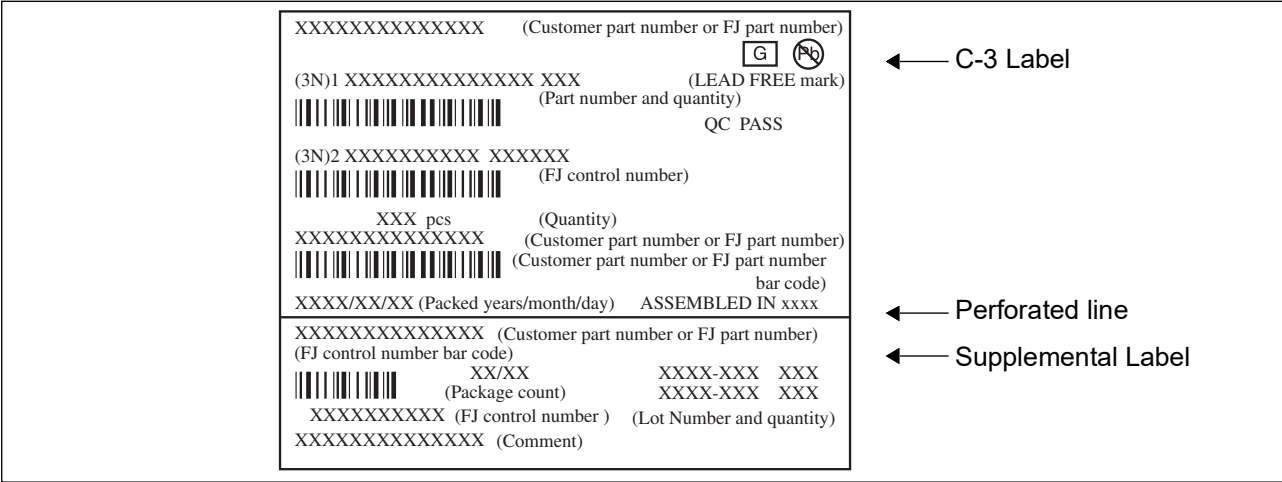 XXXXXXXXXXXXXX (Customer part number or FJ part number)
G Pb
C-3 Label
(3N)1 XXXXXXXXXXXXXX XXX (LEAD FREE mark)
(Part number and quantity)
QC PASS
(3N)2 XXXXXXXXXX XXXXXX
(FJ control number)
XXX pcs (Quantity)
XXXXXXXXXXXXXX (Customer part number or FJ part number)
(Customer part number or FJ part number
bar code)
XXXX/XX/XX (Packed years/month/day) ASSEMBLED IN xxxx
Perforated line
XXXXXXXXXXXXXX (Customer part number or FJ part number)
(FJ control number bar code)
Supplemental Label
XX/XX XXXX-XXX XXX
(Package count) XXXX-XXX XXX
XXXXXXXXXX (FJ control number ) (Lot Number and quantity)
XXXXXXXXXXXXXX (Comment)